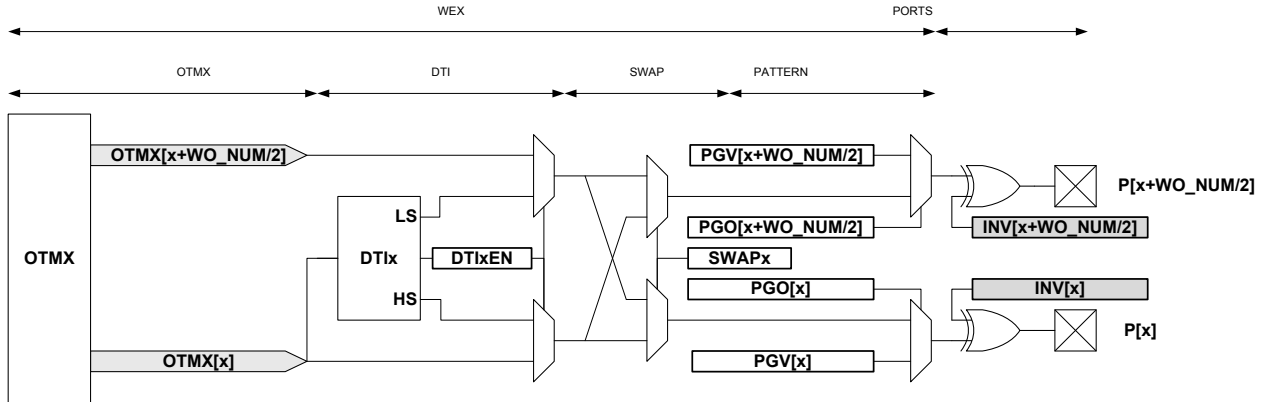 WEX
PORTS
OTMX
DTI
SWAP
PATTERN
OTMX[x+WO_NUM/2]
PGV[x+WO_NUM/2]
P[x+WO_NUM/2]
LS
PGO[x+WO_NUM/2]
INV[x+WO_NUM/2]
OTMX
DTIx
DTIxEN
SWAPx
HS
PGO[x]
INV[x]
P[x]
OTMX[x]
PGV[x]